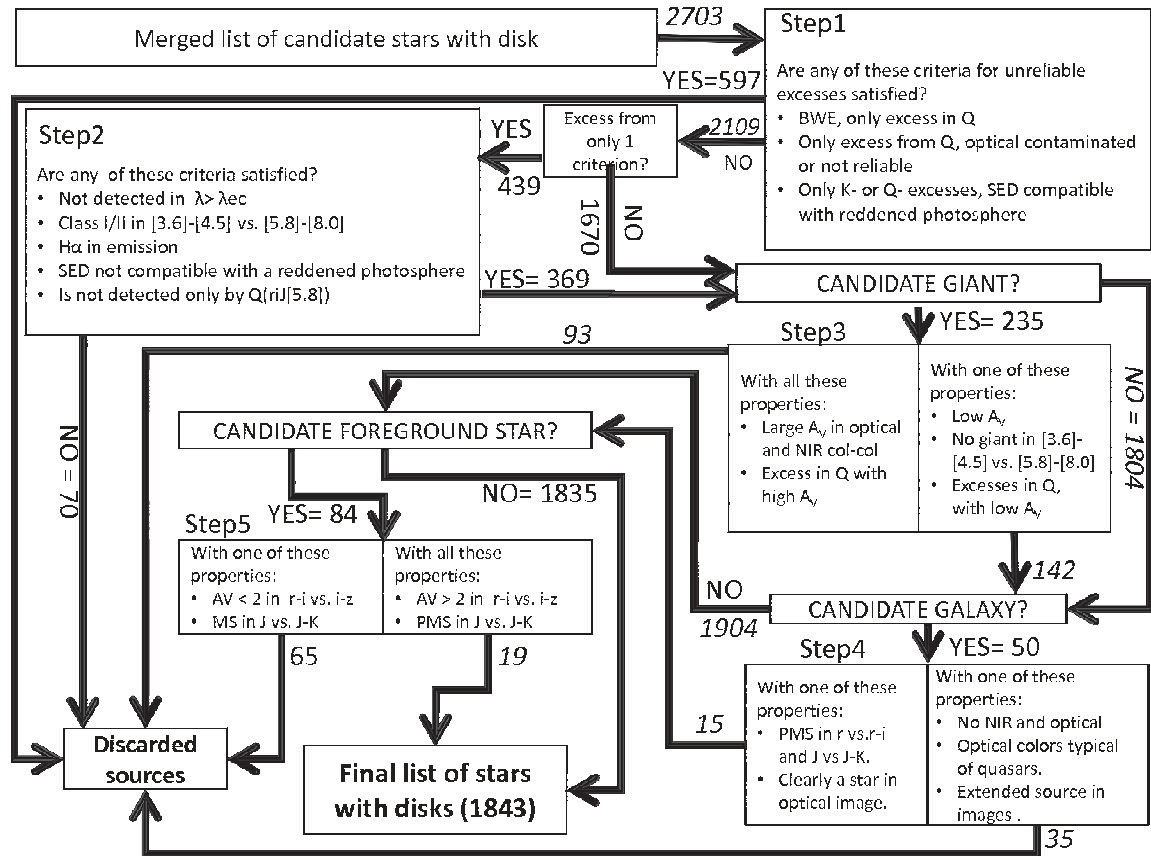 Merged list of candidate stars with disk
2703
Step1
Are any of these criteria for unreliable
excesses satisfied?
• BWE, only excess in Q
• Only excess from Q, optical contaminated
or not reliable
• Only K- or Q- excesses, SED compatible
with reddened photosphere
YES=597
2109
NO
Excess from
only 1
criterion?
YES
439
NO
1670
Step2
Are any of these criteria satisfied?
• Not detected in λ> λec
• Class I/II in [3.6]-[4.5] vs. [5.8]-[8.0]
• Hα in emission
• SED not compatible with a reddened photosphere
• Is not detected only by Q(riJ[5.8])
YES= 369
NO = 70
CANDIDATE GIANT?
YES= 235
NO = 1804
Step3
93
With all these
properties:
• Large Av in optical
and NIR col-col
• Excess in Q with
high Av
With one of these
properties:
• Low Av
• No giant in [3.6]-
[4.5] vs. [5.8]-[8.0]
• Excesses in Q,
with low Av
142
CANDIDATE GALAXY?
NO
1904
YES= 50
Step4
With one of these
properties:
• PMS in r vs.r-i
and J vs J-K.
• Clearly a star in
optical image.
With one of these
properties:
• No NIR and optical
• Optical colors typical
of quasars.
• Extended source in
images .
15
35
CANDIDATE FOREGROUND STAR?
NO= 1835
YES= 84
Step5
With one of these
properties:
• AV < 2 in r-i vs. i-z
• MS in J vs. J-K
With all these
properties:
• AV > 2 in r-i vs. i-z
• PMS in J vs. J-K
65
19
Discarded
sources
Final list of stars
with disks (1843)